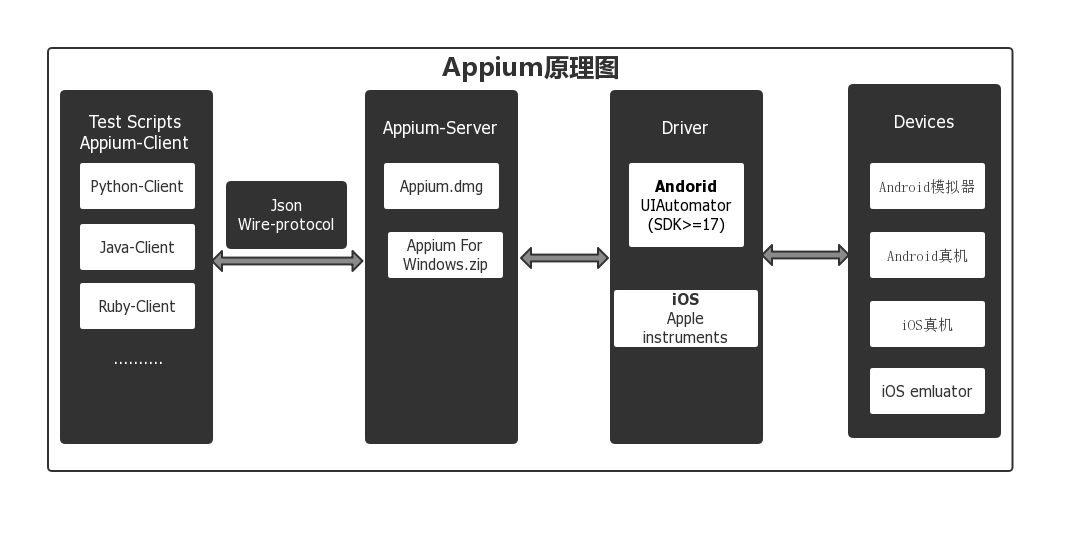 Appium原理图
Test Scripts
Appium-Client
Python-Client
Java-Client
Ruby-Client
..........
Json
Wire-protocol
Appium-Server
Appium.dmg
Appium For
Windows.zip
Driver
Andorid
UIAutomator
(SDK>=17)
iOS
Apple
instruments
Devices
Android模拟器
Android真机
iOS真机
iOS emluator